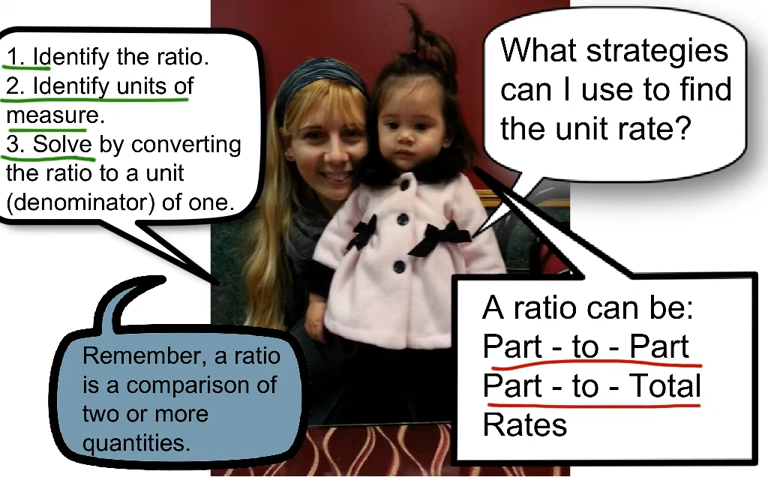 1. Identify the ratio.
2. Identify units of
measure.
3. Solve by converting
the ratio to a unit
(denominator) of one.
What strategies
can I use to find
the unit rate?
Remember, a ratio
is a comparison of
two or more
quantities.
A ratio can be:
Part - to - Part
Part - to - Total
Rates